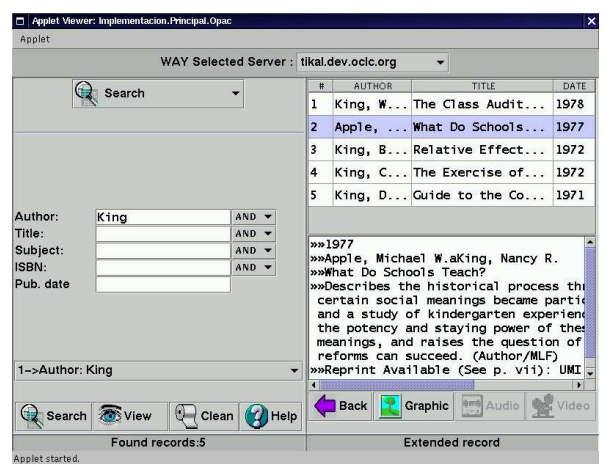 Applet Viewer: Implementacion.Principal.Opac
Applet
WAY Selected Server : tikal.dev.oclc.org
Search
Author: King AND
Title: AND
Subject: AND
ISBN: AND
Pub. date
1->Author: King
Search View Clean Help
Found records:5
# AUTHOR TITLE DATE
1 King, W... The Class Audit... 1978
2 Apple, ... What Do Schools... 1977
3 King, B... Relative Effect... 1972
4 King, C... The Exercise of... 1972
5 King, D... Guide to the Co... 1971
»»1977
»»Apple, Michael W.aKing, Nancy R.
»»What Do Schools Teach?
»»Describes the historical process thr
certain social meanings became partic
and a study of kindergarten experienc
the potency and staying power of thes
meanings, and raises the question of
reforms can succeed. (Author/MLF)
»»Reprint Available (See p. vii): UMI
Back Graphic Audio Video
Extended record
Applet started.